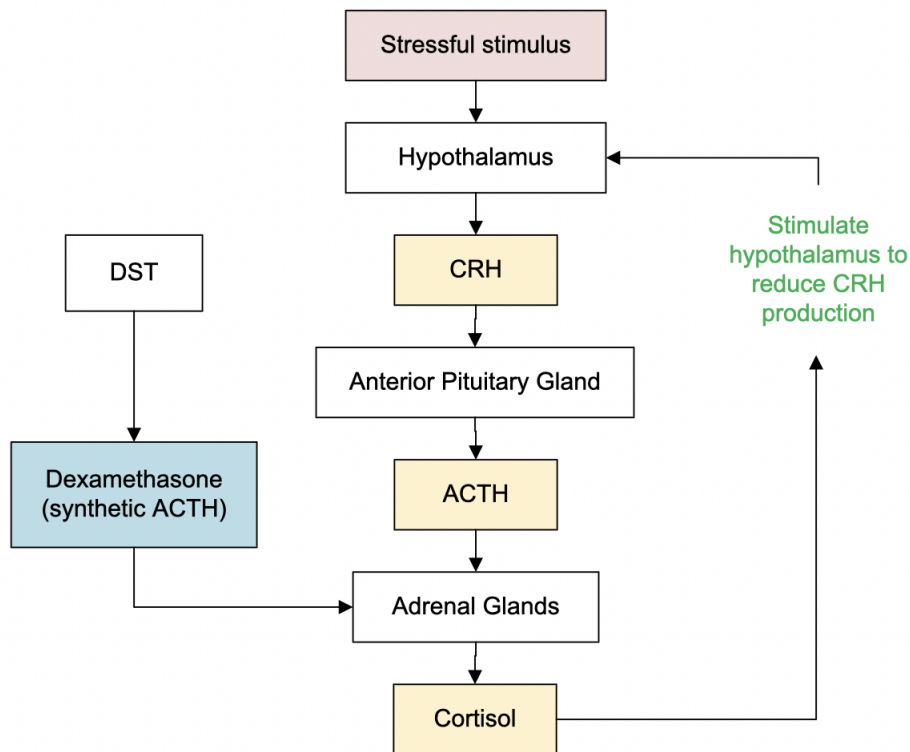 Stressful stimulus
Hypothalamus
Stimulate
hypothalamus to
reduce CRH
production
DST
CRH
Anterior Pituitary Gland
Dexamethasone
(synthetic ACTH)
ACTH
Adrenal Glands
Cortisol